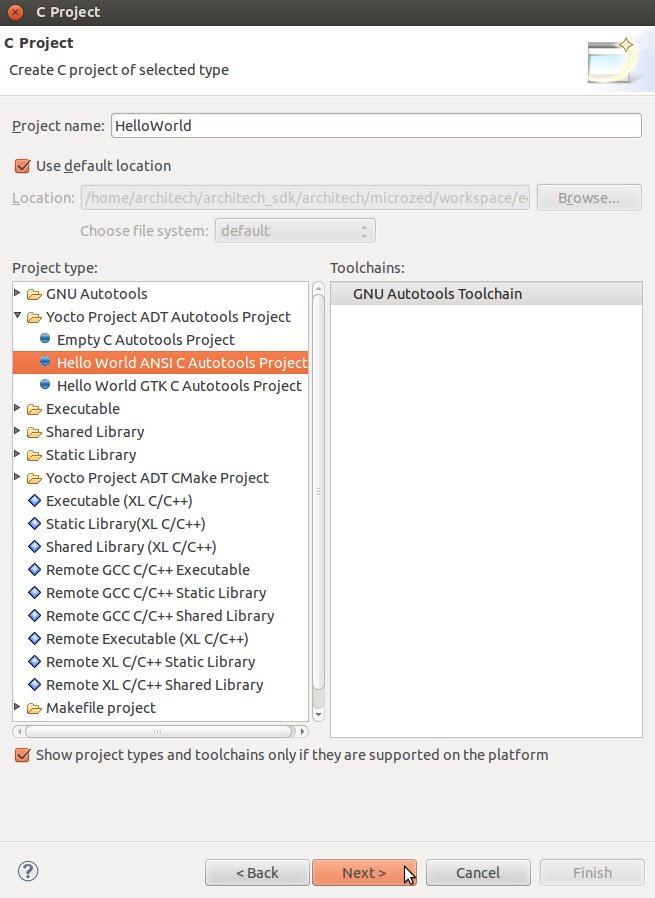 C Project
C Project
Create C project of selected type
Project name: HelloWorld
Use default location
Location: /home/architech/architech_sdk/architech/microzed/workspace/ec Browse...
Choose file system: default
Project type: Toolchains:
GNU Autotools GNU Autotools Toolchain
Yocto Project ADT Autotools Project
Empty C Autotools Project
Hello World ANSI C Autotools Project
Hello World GTK C Autotools Project
Executable
Shared Library
Static Library
Yocto Project ADT CMake Project
Executable (XL C/C++)
Static Library(XL C/C++)
Shared Library (XL C/C++)
Remote GCC C/C++ Executable
Remote GCC C/C++ Static Library
Remote GCC C/C++ Shared Library
Remote Executable (XL C/C++)
Remote XL C/C++ Static Library
Remote XL C/C++ Shared Library
Makefile project
Show project types and toolchains only if they are supported on the platform
? < Back Next > Cancel Finish